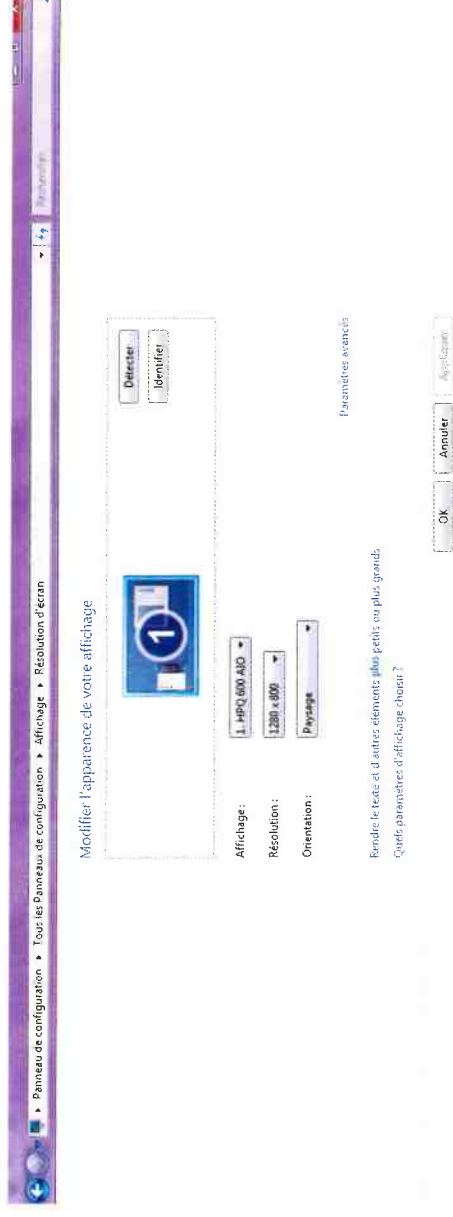 Panneau de configuration ▸ Tous les Panneaux de configuration ▸ Affichage ▸ Résolution d'écran
Rechercher
Modifier l'apparence de votre affichage
1
Détecter
Identifier
Affichage : 1. HPQ 600 AIO
Résolution : 1280 x 800
Orientation : Paysage
Paramètres avancés
Rendre le texte et d'autres éléments plus petits ou plus grands
Quels paramètres d'affichage choisir ?
OK Annuler Appliquer